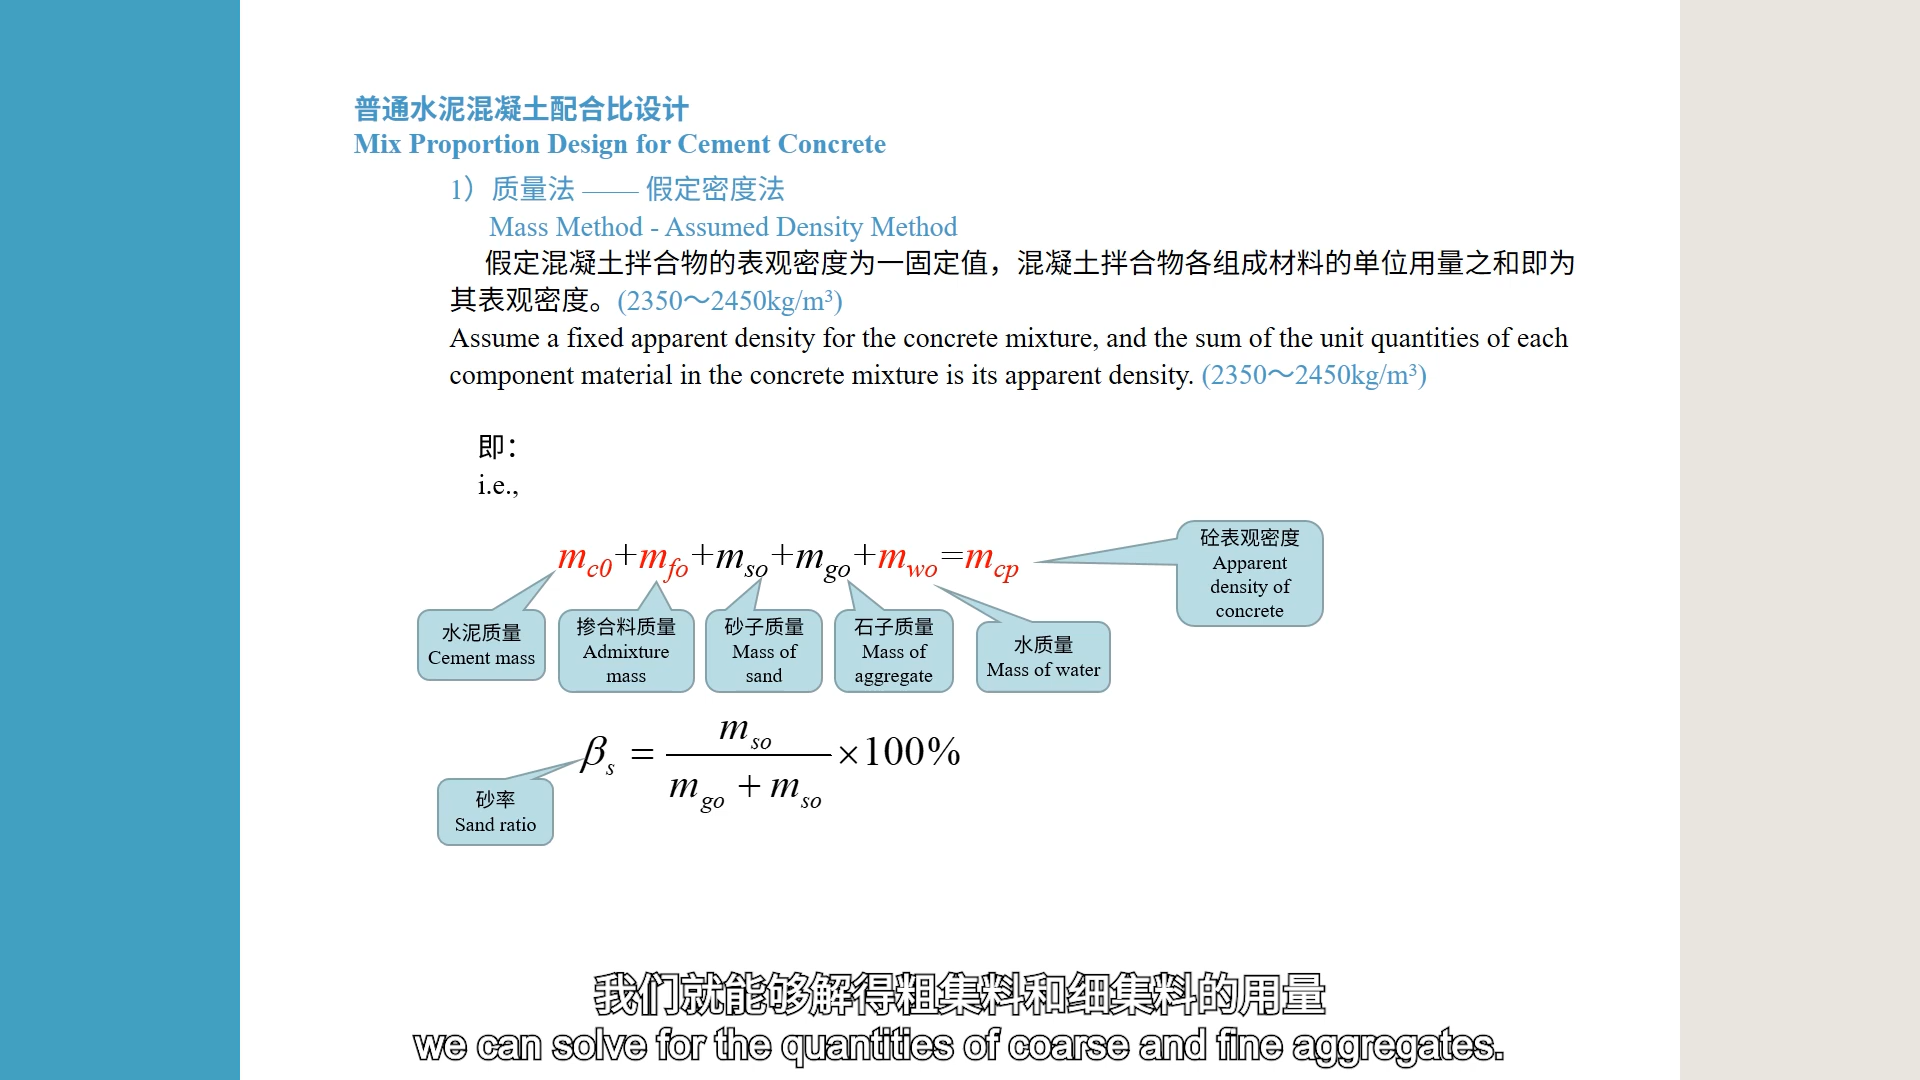 普通水泥混凝土配合比设计
Mix Proportion Design for Cement Concrete
1）质量法 —— 假定密度法
Mass Method - Assumed Density Method
假定混凝土拌合物的表观密度为一固定值，混凝土拌合物各组成材料的单位用量之和即为
其表观密度。(2350～2450kg/m³)
Assume a fixed apparent density for the concrete mixture, and the sum of the unit quantities of each
component material in the concrete mixture is its apparent density. (2350～2450kg/m³)
即：
i.e.,
m_c0+m_fo+m_so+m_go+m_wo=m_cp
砼表观密度
Apparent
density of
concrete
水泥质量
Cement mass
掺合料质量
Admixture
mass
砂子质量
Mass of
sand
石子质量
Mass of
aggregate
水质量
Mass of water
β_s = m_so / (m_go + m_so) ×100%
砂率
Sand ratio
我们就能够解得粗集料和细集料的用量
we can solve for the quantities of coarse and fine aggregates.